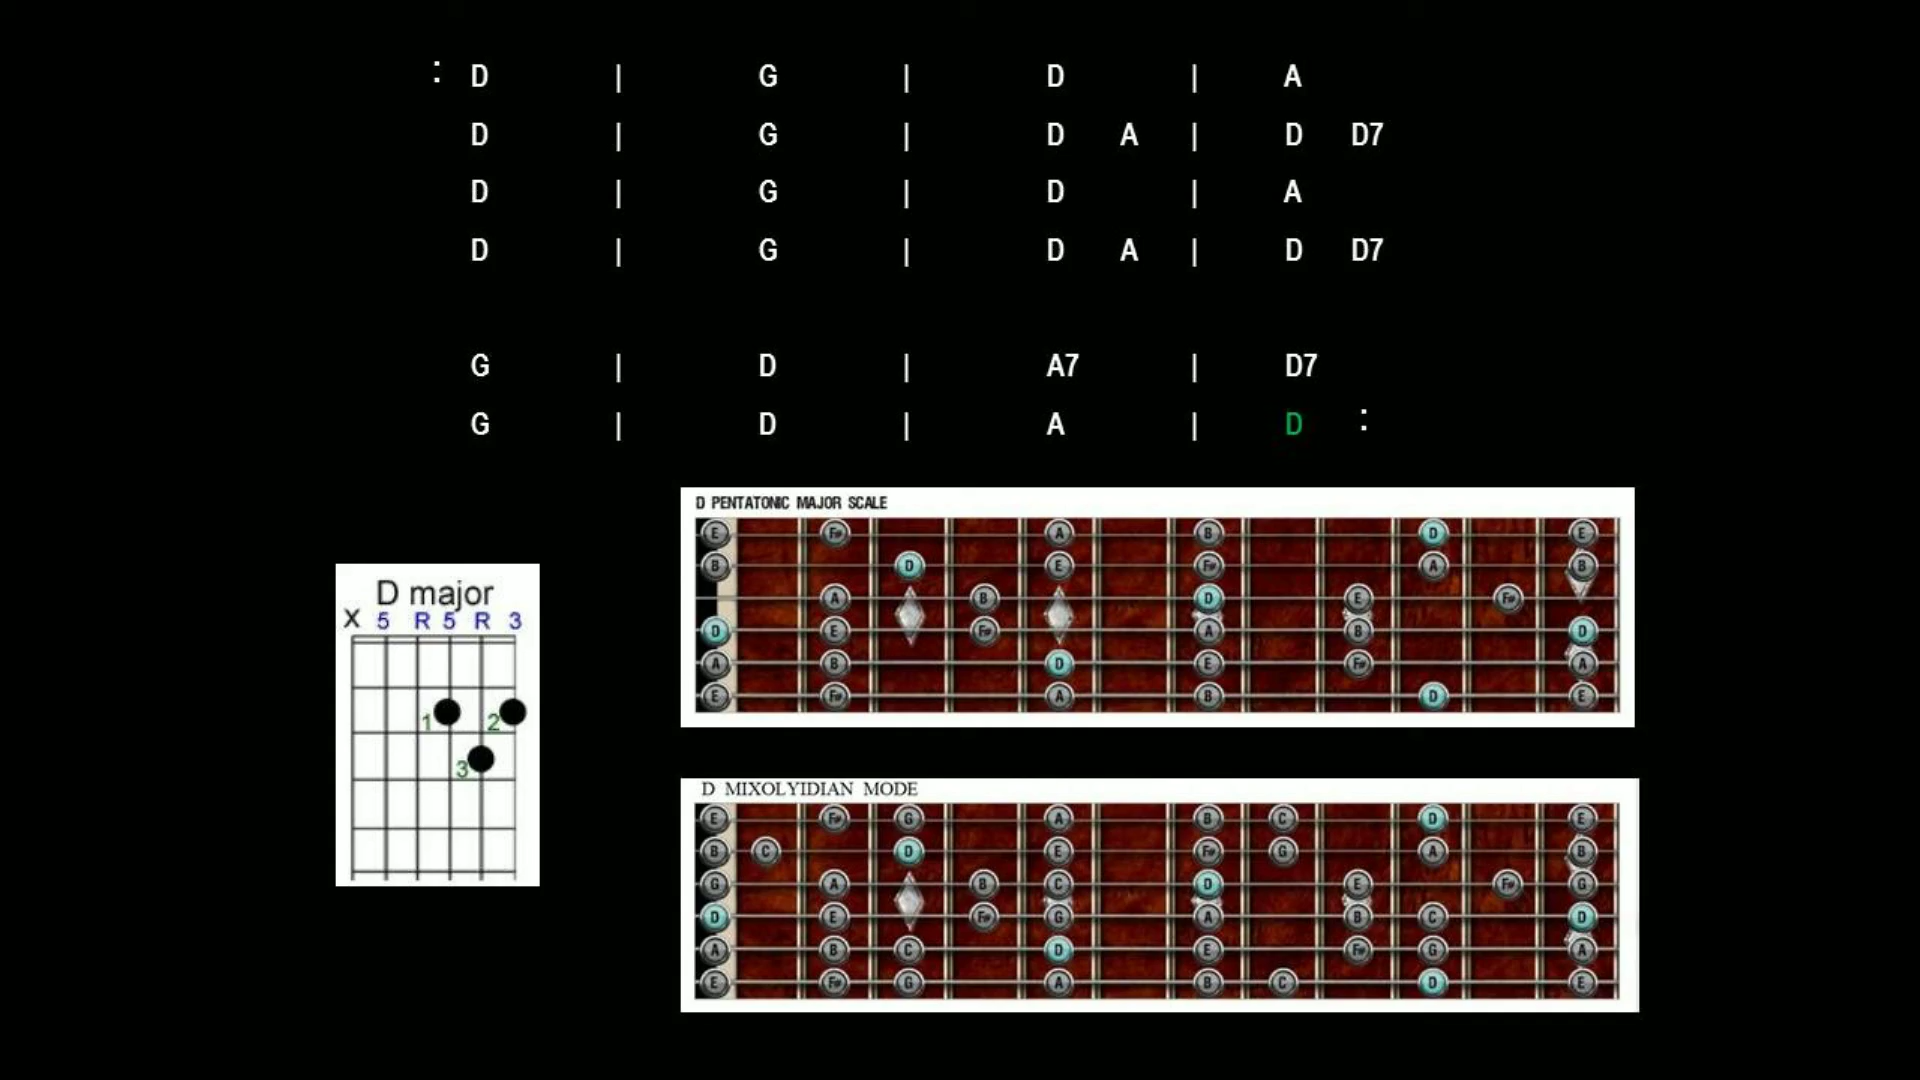 : D | G | D | A
D | G | D A | D D7
D | G | D | A
D | G | D A | D D7
G | D | A7 | D7
G | D | A | D :
D major
X 5 R 5 R 3
1 2
3
D PENTATONIC MAJOR SCALE
E F# A B D E
B D E F# A B
A B D E F#
D E F# A B D
A B D E F# A
E F# A B D E
D MIXOLYIDIAN MODE
E F# G A B C D E
B C D E F# G A B
G A B C D E F# G
D E F# G A B C D
A B C D E F# G A
E F# G A B C D E